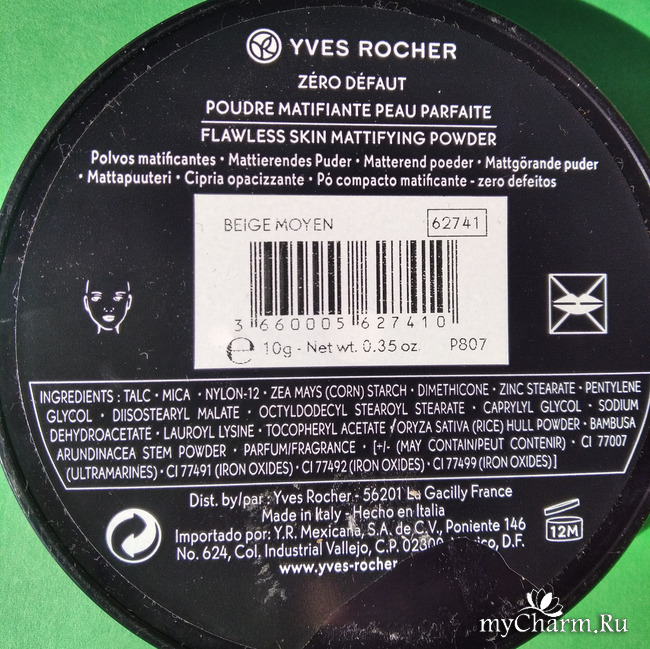 YVES ROCHER
ZÉRO DÉFAUT
POUDRE MATIFIANTE PEAU PARFAITE
FLAWLESS SKIN MATTIFYING POWDER
Polvos matificantes • Mattierendes Puder • Matterend poeder • Mattgörande puder
• Mattapuuteri • Cipria opacizzante • Pó compacto matificante - zero defeitos
BEIGE MOYEN 62741
3 660005 627410
e 10g - Net wt. 0.35 oz. P807
INGREDIENTS : TALC • MICA • NYLON-12 • ZEA MAYS (CORN) STARCH • DIMETHICONE • ZINC STEARATE • PENTYLENE
GLYCOL • DIISOSTEARYL MALATE • OCTYLDODECYL STEAROYL STEARATE • CAPRYLYL GLYCOL • SODIUM
DEHYDROACETATE • LAUROYL LYSINE • TOCOPHERYL ACETATE • ORYZA SATIVA (RICE) HULL POWDER • BAMBUSA
ARUNDINACEA STEM POWDER • PARFUM/FRAGRANCE • [+/- (MAY CONTAIN/PEUT CONTENIR) • CI 77007
(ULTRAMARINES) • CI 77491 (IRON OXIDES) • CI 77492 (IRON OXIDES) • CI 77499 (IRON OXIDES)]
Dist. by/par : Yves Rocher - 56201 La Gacilly France
Made in Italy - Hecho en Italia
Importado por: Y.R. Mexicana, S.A. de C.V., Poniente 146
No. 624, Col. Industrial Vallejo, C.P. 02300, D.F.
www.yves-rocher
12M
myCharm.Ru